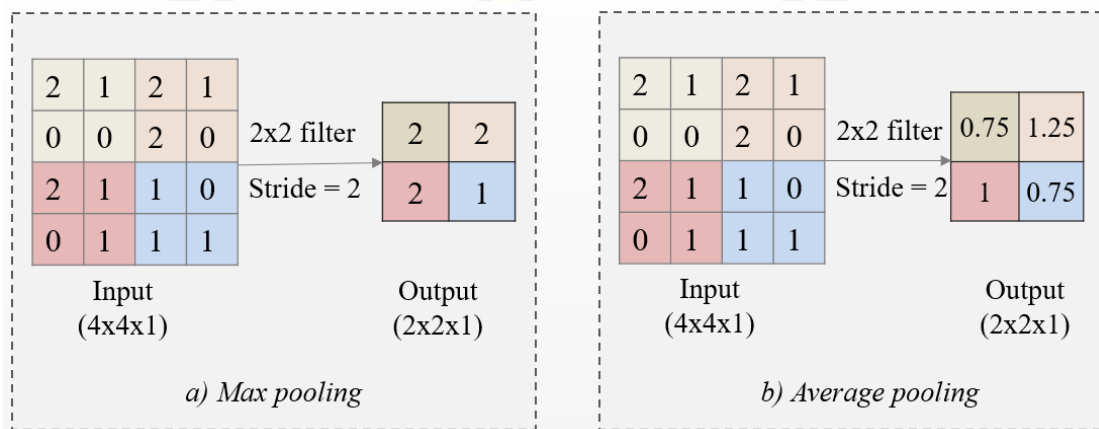 2 1 2 1
0 0 2 0
2 1 1 0
0 1 1 1
2x2 filter
Stride = 2
2 2
2 1
Input
(4x4x1)
Output
(2x2x1)
a) Max pooling
2 1 2 1
0 0 2 0
2 1 1 0
0 1 1 1
2x2 filter
Stride = 2
0.75 1.25
1 0.75
Input
(4x4x1)
Output
(2x2x1)
b) Average pooling